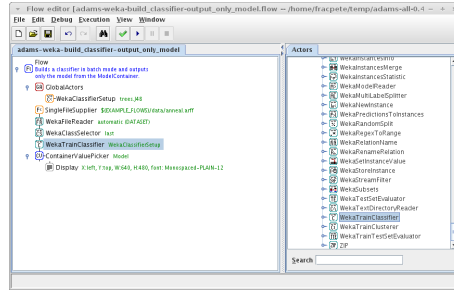 Flow editor [adams-weka-build_classifier-output_only_model.flow -- /home/fracpete/temp/adams-all-0.4
File Edit Debug Execution View Window
adams-weka-build_classifier-output_only_model
Flow
Builds a classifier in batch mode and outputs
only the model from the ModelContainer.
GlobalActors
WekaClassifierSetup trees.J48
SingleFileSupplier ${EXAMPLE_FLOWS}/data/anneal.arff
WekaFileReader automatic (DATASET)
WekaClassSelector last
WekaTrainClassifier WekaClassifierSetup
ContainerValuePicker Model
Display X:left, Y:top, W:640, H:480, font: Monospaced-PLAIN-12
Actors
WekaInstancesInfo
WekaInstancesMerge
WekaInstancesStatistic
WekaModelReader
WekaMultiLabelSplitter
WekaNewInstance
WekaPredictionsToInstances
WekaRandomSplit
WekaRegexToRange
WekaRelationName
WekaRenameRelation
WekaSetInstanceValue
WekaStoreInstance
WekaStreamFilter
WekaSubsets
WekaTestSetEvaluator
WekaTextDirectoryReader
WekaTrainClassifier
WekaTrainClusterer
WekaTrainTestSetEvaluator
ZIP
Search